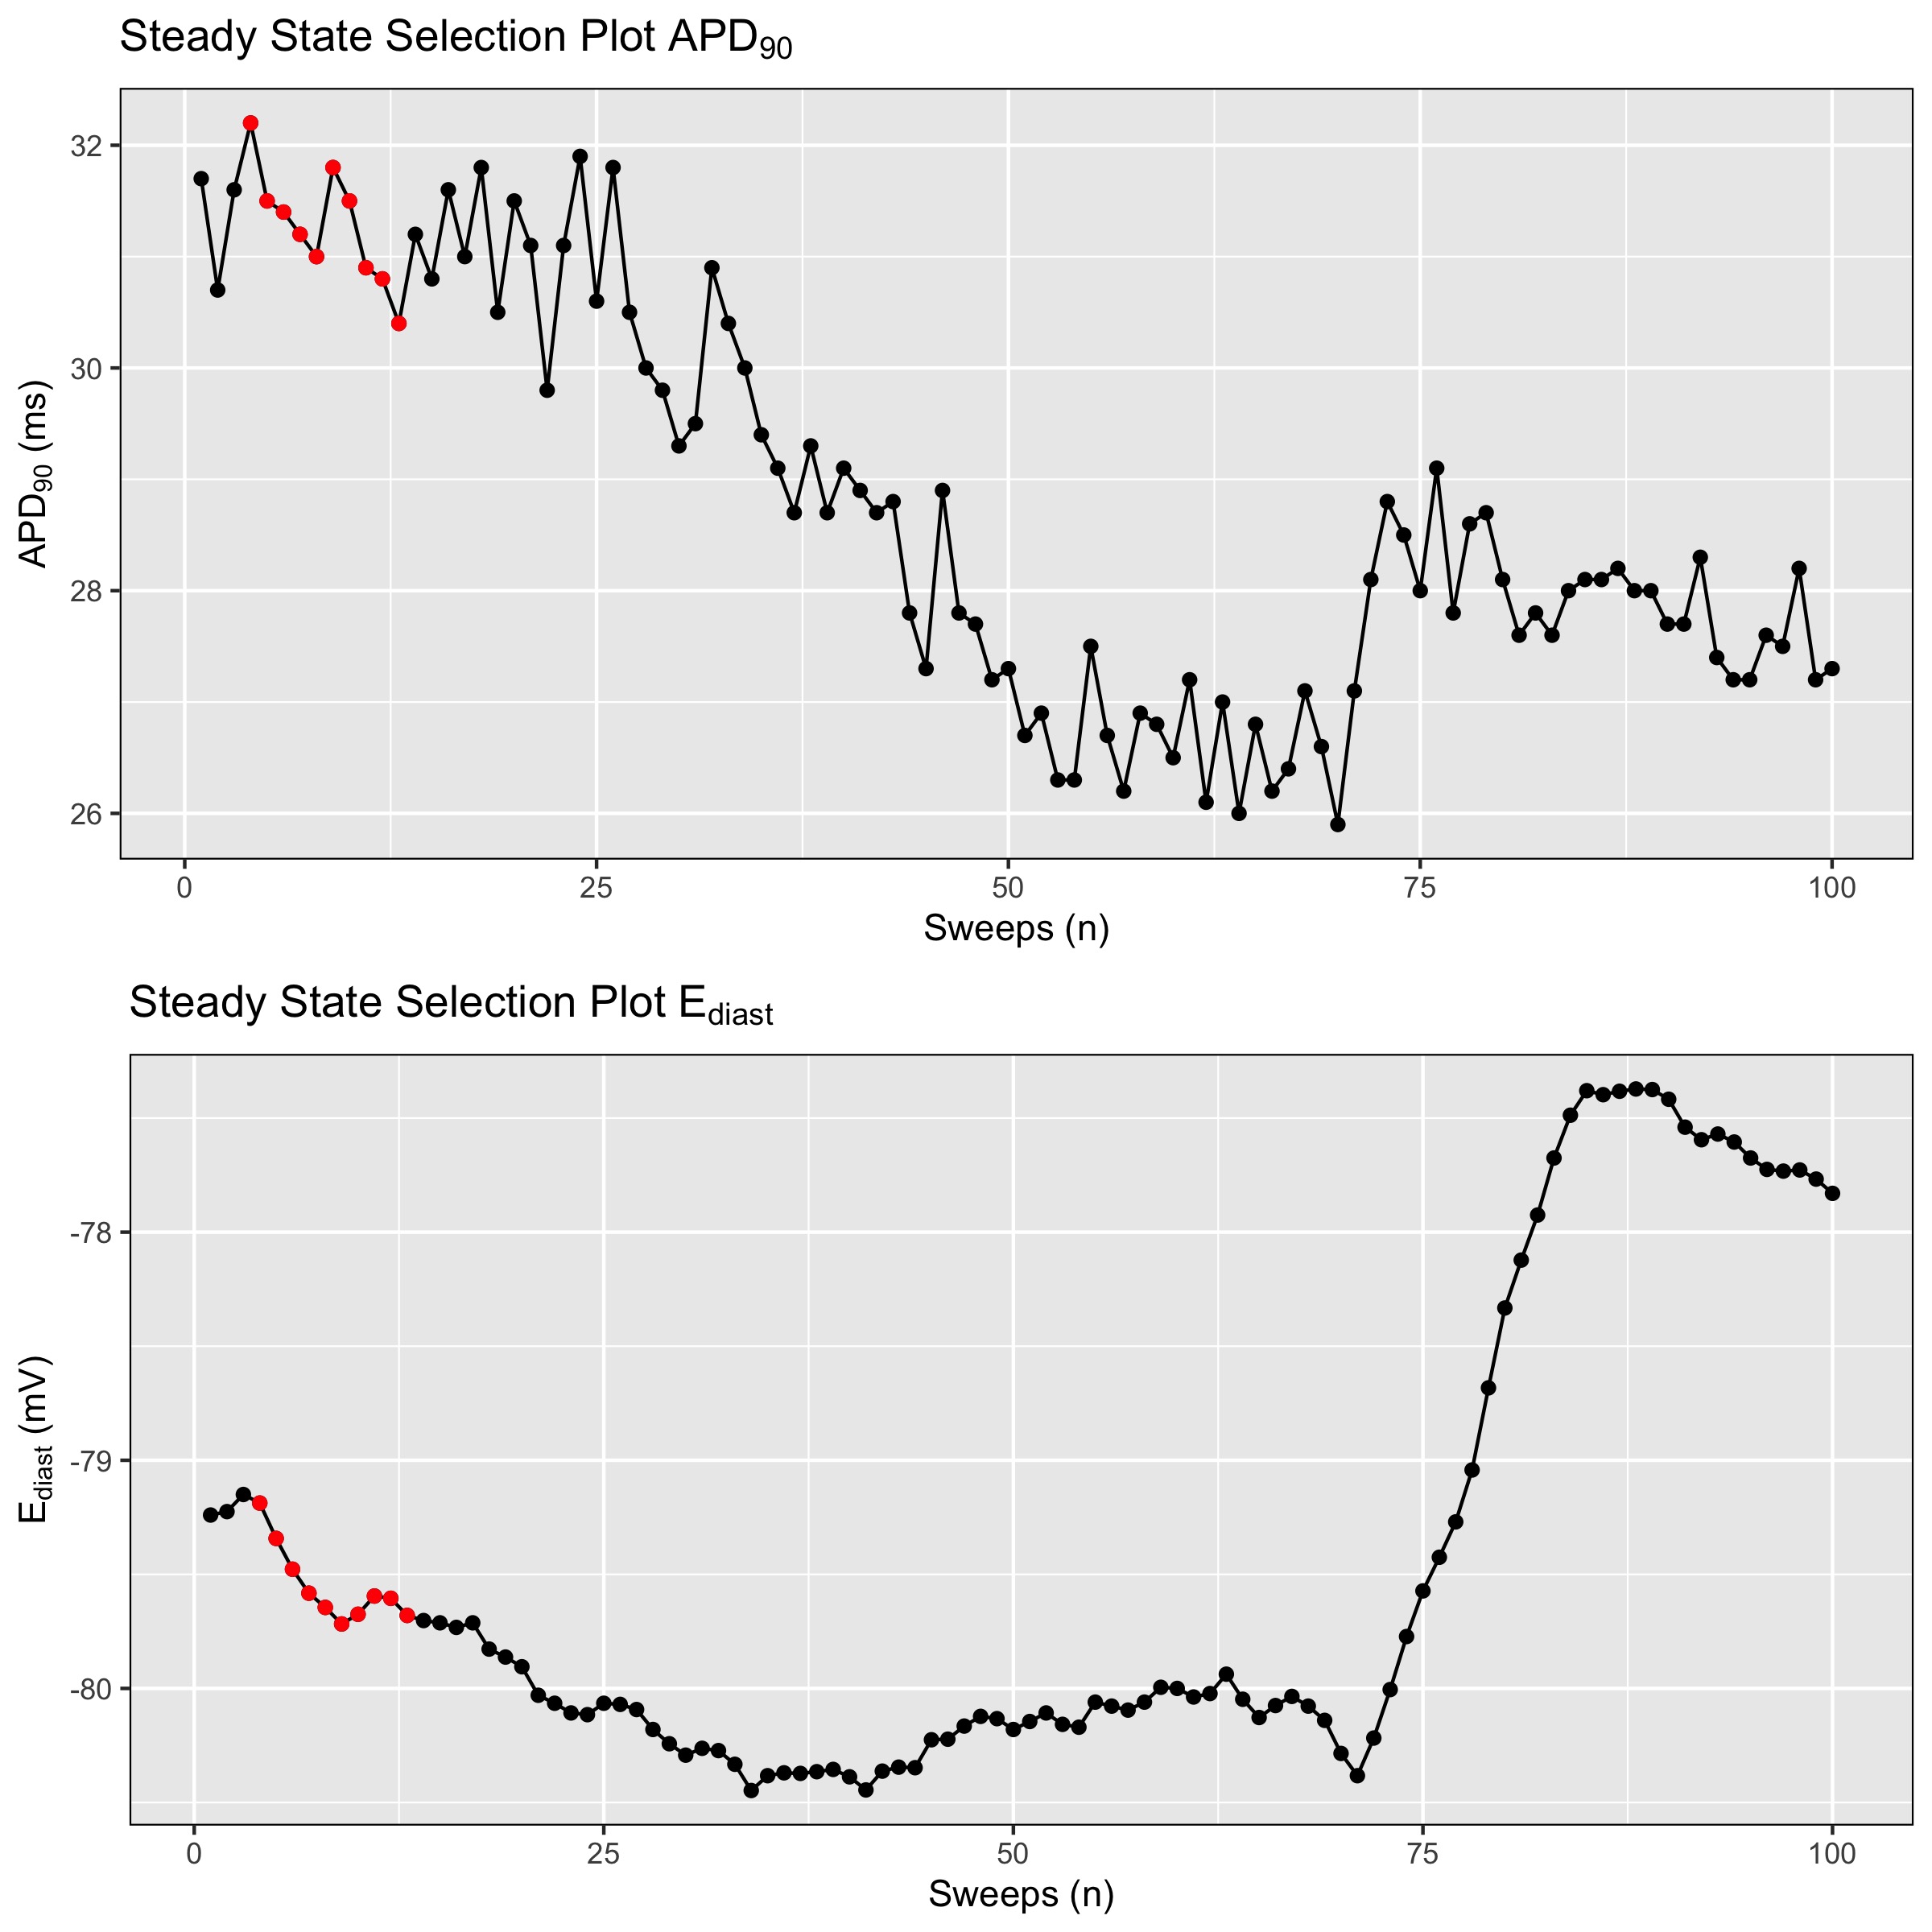 Steady State Selection Plot APD90
32
30
28
26
APD90 (ms)
0 25 50 75 100
Sweeps (n)
Steady State Selection Plot Ediast
-78
-79
-80
Ediast (mV)
0 25 50 75 100
Sweeps (n)